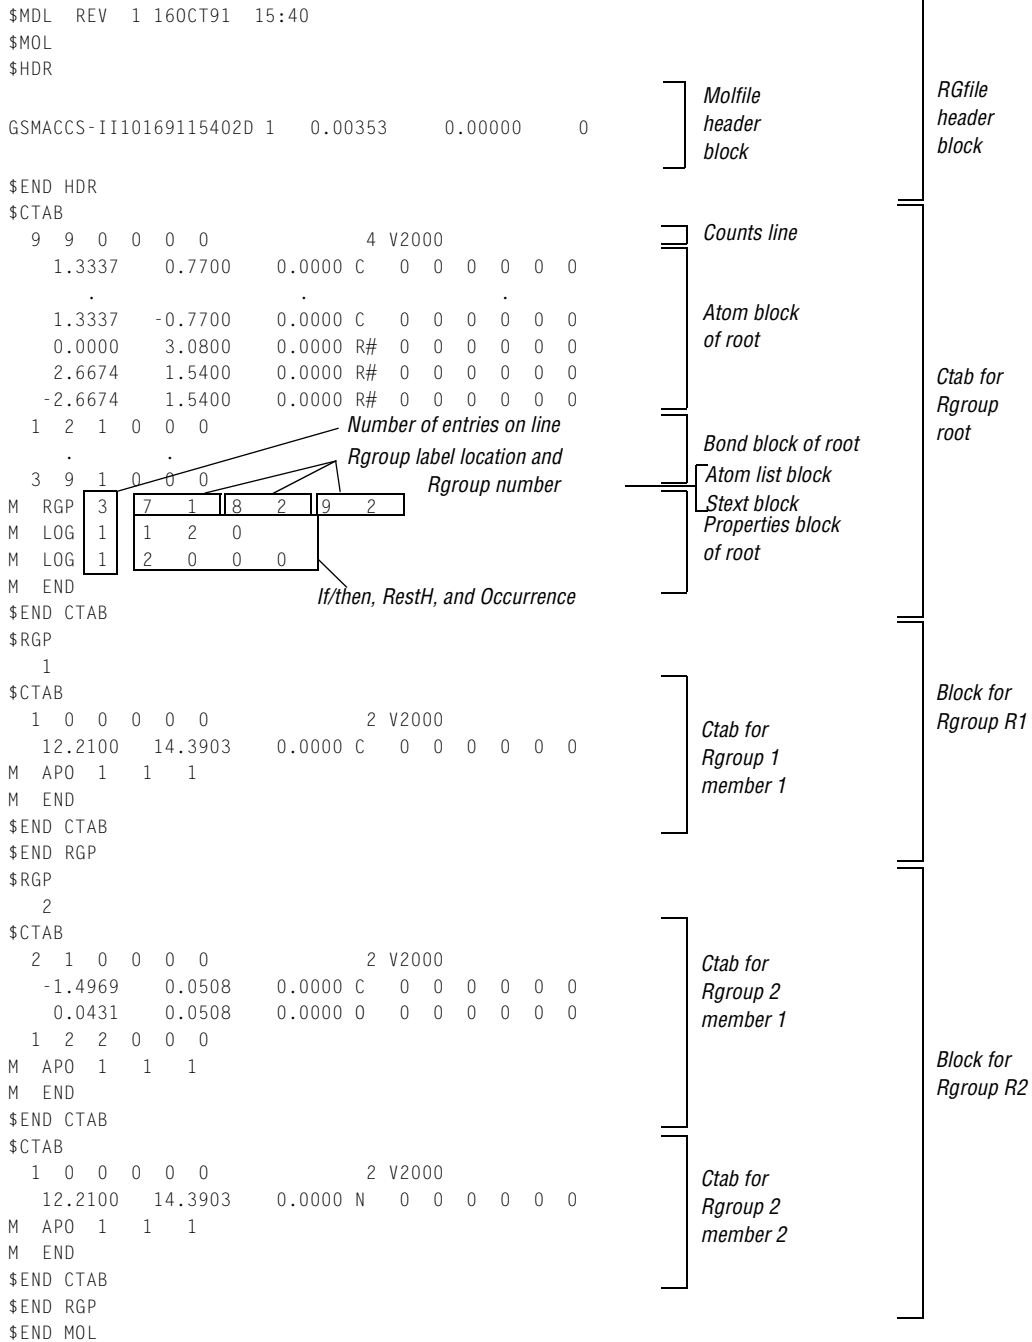 $MDL  REV  1 16OCT91  15:40
$MOL
$HDR
Molfile header block
RGfile header block
GSMACCS-II10169115402D 1   0.00353     0.00000     0
$END HDR
$CTAB
9  9  0  0  0  0              4 V2000
Counts line
1.3337    0.7700    0.0000 C   0  0  0  0  0  0
.                  .                  .
1.3337   -0.7700    0.0000 C   0  0  0  0  0  0
0.0000    3.0800    0.0000 R#  0  0  0  0  0  0
2.6674    1.5400    0.0000 R#  0  0  0  0  0  0
-2.6674    1.5400    0.0000 R#  0  0  0  0  0  0
Atom block of root
Ctab for Rgroup root
1  2  1  0  0  0
.        .
3  9  1  0  0  0
Number of entries on line
Rgroup label location and Rgroup number
Bond block of root
Atom list block
Stext block
M  RGP  3   7   1   8   2   9   2
M  LOG  1   1   2   0
M  LOG  1   2   0   0   0
M  END
Properties block of root
If/then, RestH, and Occurrence
$END CTAB
$RGP
1
$CTAB
1  0  0  0  0  0              2 V2000
12.2100   14.3903    0.0000 C   0  0  0  0  0  0
M  APO  1   1   1
M  END
$END CTAB
$END RGP
Ctab for Rgroup 1 member 1
Block for Rgroup R1
$RGP
2
$CTAB
2  1  0  0  0  0              2 V2000
-1.4969    0.0508    0.0000 C   0  0  0  0  0  0
0.0431    0.0508    0.0000 O   0  0  0  0  0  0
1  2  2  0  0  0
M  APO  1   1   1
M  END
$END CTAB
Ctab for Rgroup 2 member 1
Block for Rgroup R2
$CTAB
1  0  0  0  0  0              2 V2000
12.2100   14.3903    0.0000 N   0  0  0  0  0  0
M  APO  1   1   1
M  END
$END CTAB
Ctab for Rgroup 2 member 2
$END RGP
$END MOL